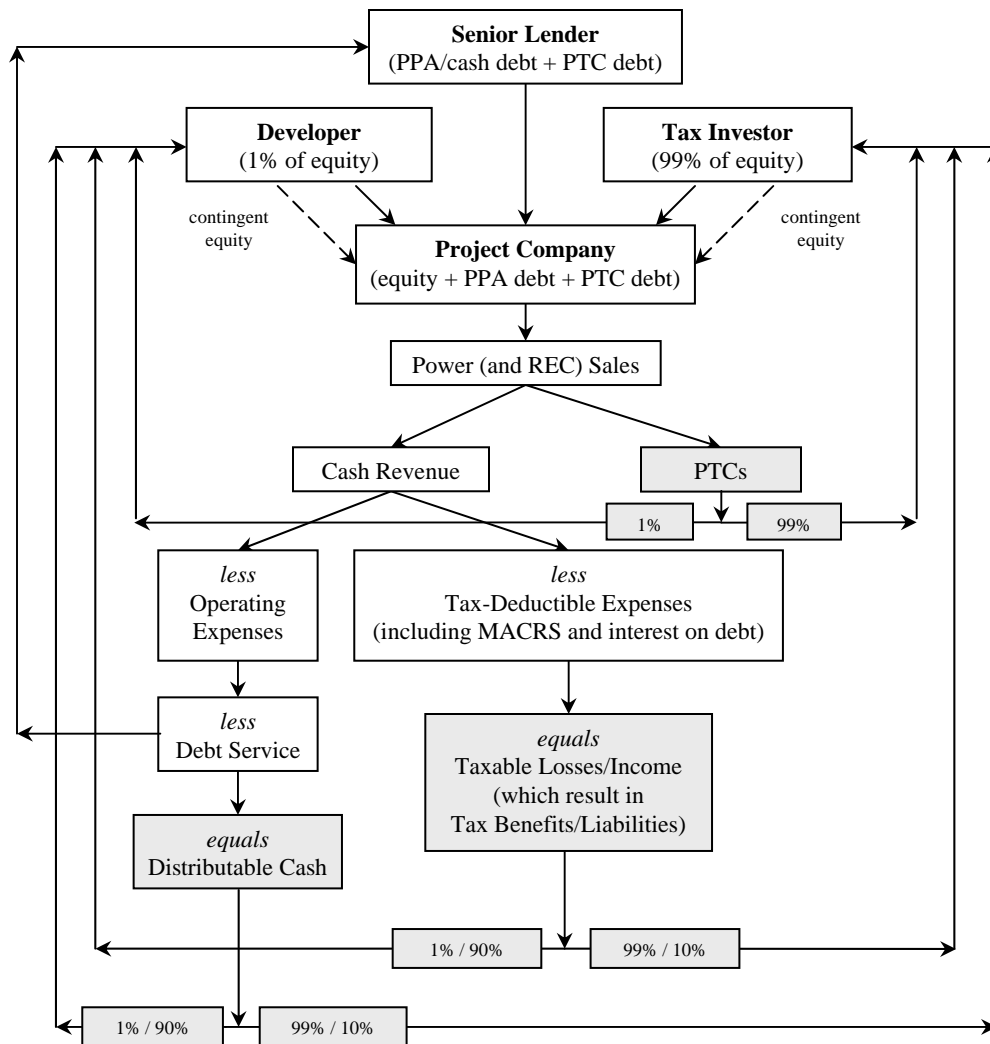 Senior Lender
(PPA/cash debt + PTC debt)
Developer
(1% of equity)
Tax Investor
(99% of equity)
contingent
equity
contingent
equity
Project Company
(equity + PPA debt + PTC debt)
Power (and REC) Sales
Cash Revenue
PTCs
1%
99%
less
Operating
Expenses
less
Tax-Deductible Expenses
(including MACRS and interest on debt)
less
Debt Service
equals
Taxable Losses/Income
(which result in
Tax Benefits/Liabilities)
equals
Distributable Cash
1% / 90%
99% / 10%
1% / 90%
99% / 10%